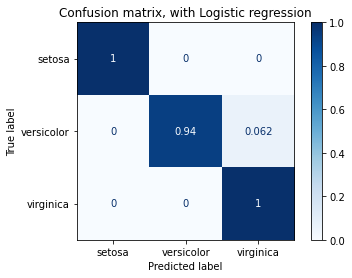 Confusion matrix, with Logistic regression
True label
setosa 1 0 0
versicolor 0 0.94 0.062
virginica 0 0 1
setosa versicolor virginica
Predicted label
1.0
0.8
0.6
0.4
0.2
0.0